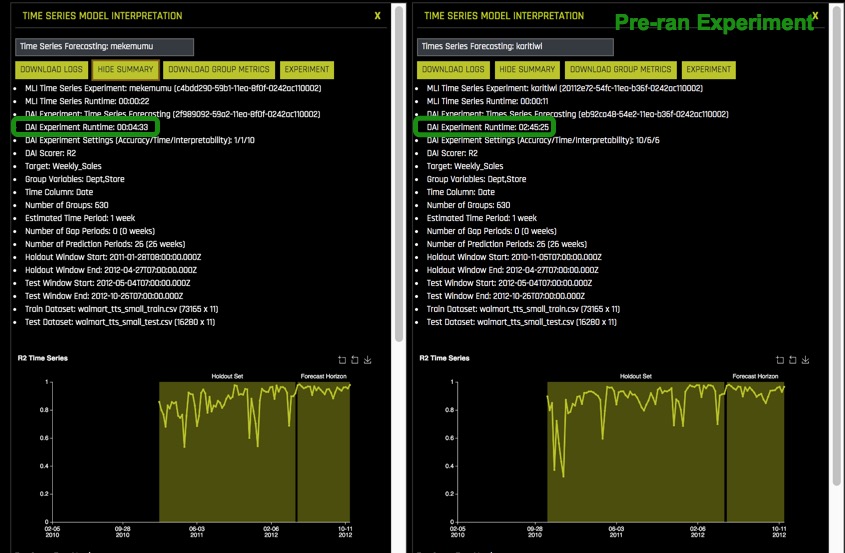 TIME SERIES MODEL INTERPRETATION X
Time Series Forecasting: mekemumu
DOWNLOAD LOGS HIDE SUMMARY DOWNLOAD GROUP METRICS EXPERIMENT
MLI Time Series Experiment: mekemumu (c4bdd290-59b1-11ea-8f0f-0242ac110002)
MLI Time Series Runtime: 00:00:22
DAI Experiment: Time Series Forecasting (2f989092-59a2-11ea-8f0f-0242ac110002)
DAI Experiment Runtime: 00:04:33
DAI Experiment Settings (Accuracy/Time/Interpretability): 1/1/10
DAI Scorer: R2
Target: Weekly_Sales
Group Variables: Dept,Store
Time Column: Date
Number of Groups: 630
Estimated Time Period: 1 week
Number of Gap Periods: 0 (0 weeks)
Number of Prediction Periods: 26 (26 weeks)
Holdout Window Start: 2011-01-28T08:00:00.000Z
Holdout Window End: 2012-04-27T07:00:00.000Z
Test Window Start: 2012-05-04T07:00:00.000Z
Test Window End: 2012-10-26T07:00:00.000Z
Train Dataset: walmart_tts_small_train.csv (73165 x 11)
Test Dataset: walmart_tts_small_test.csv (16280 x 11)
R2 Time Series
Holdout Set Forecast Horizon
1
0.8
0.6
0.4
0.2
0
02-05 09-28 06-03 02-06 10-11
2010 2010 2011 2012 2012
TIME SERIES MODEL INTERPRETATION X
Pre-ran Experiment
Times Series Forecasting: karitiwi
DOWNLOAD LOGS HIDE SUMMARY DOWNLOAD GROUP METRICS EXPERIMENT
MLI Time Series Experiment: karitiwi (20112e72-54fc-11ea-b36f-0242ac110002)
MLI Time Series Runtime: 00:00:11
DAI Experiment: Times Series Forecasting (eb92ca48-54e2-11ea-b36f-0242ac110002)
DAI Experiment Runtime: 02:45:25
DAI Experiment Settings (Accuracy/Time/Interpretability): 10/6/6
DAI Scorer: R2
Target: Weekly_Sales
Group Variables: Dept,Store
Time Column: Date
Number of Groups: 630
Estimated Time Period: 1 week
Number of Gap Periods: 0 (0 weeks)
Number of Prediction Periods: 26 (26 weeks)
Holdout Window Start: 2010-11-05T07:00:00.000Z
Holdout Window End: 2012-04-27T07:00:00.000Z
Test Window Start: 2012-05-04T07:00:00.000Z
Test Window End: 2012-10-26T07:00:00.000Z
Train Dataset: walmart_tts_small_train.csv (73165 x 11)
Test Dataset: walmart_tts_small_test.csv (16280 x 11)
R2 Time Series
Holdout Set Forecast Horizon
1
0.8
0.6
0.4
0.2
0
02-05 09-28 06-03 02-06 10-11
2010 2010 2011 2012 2012